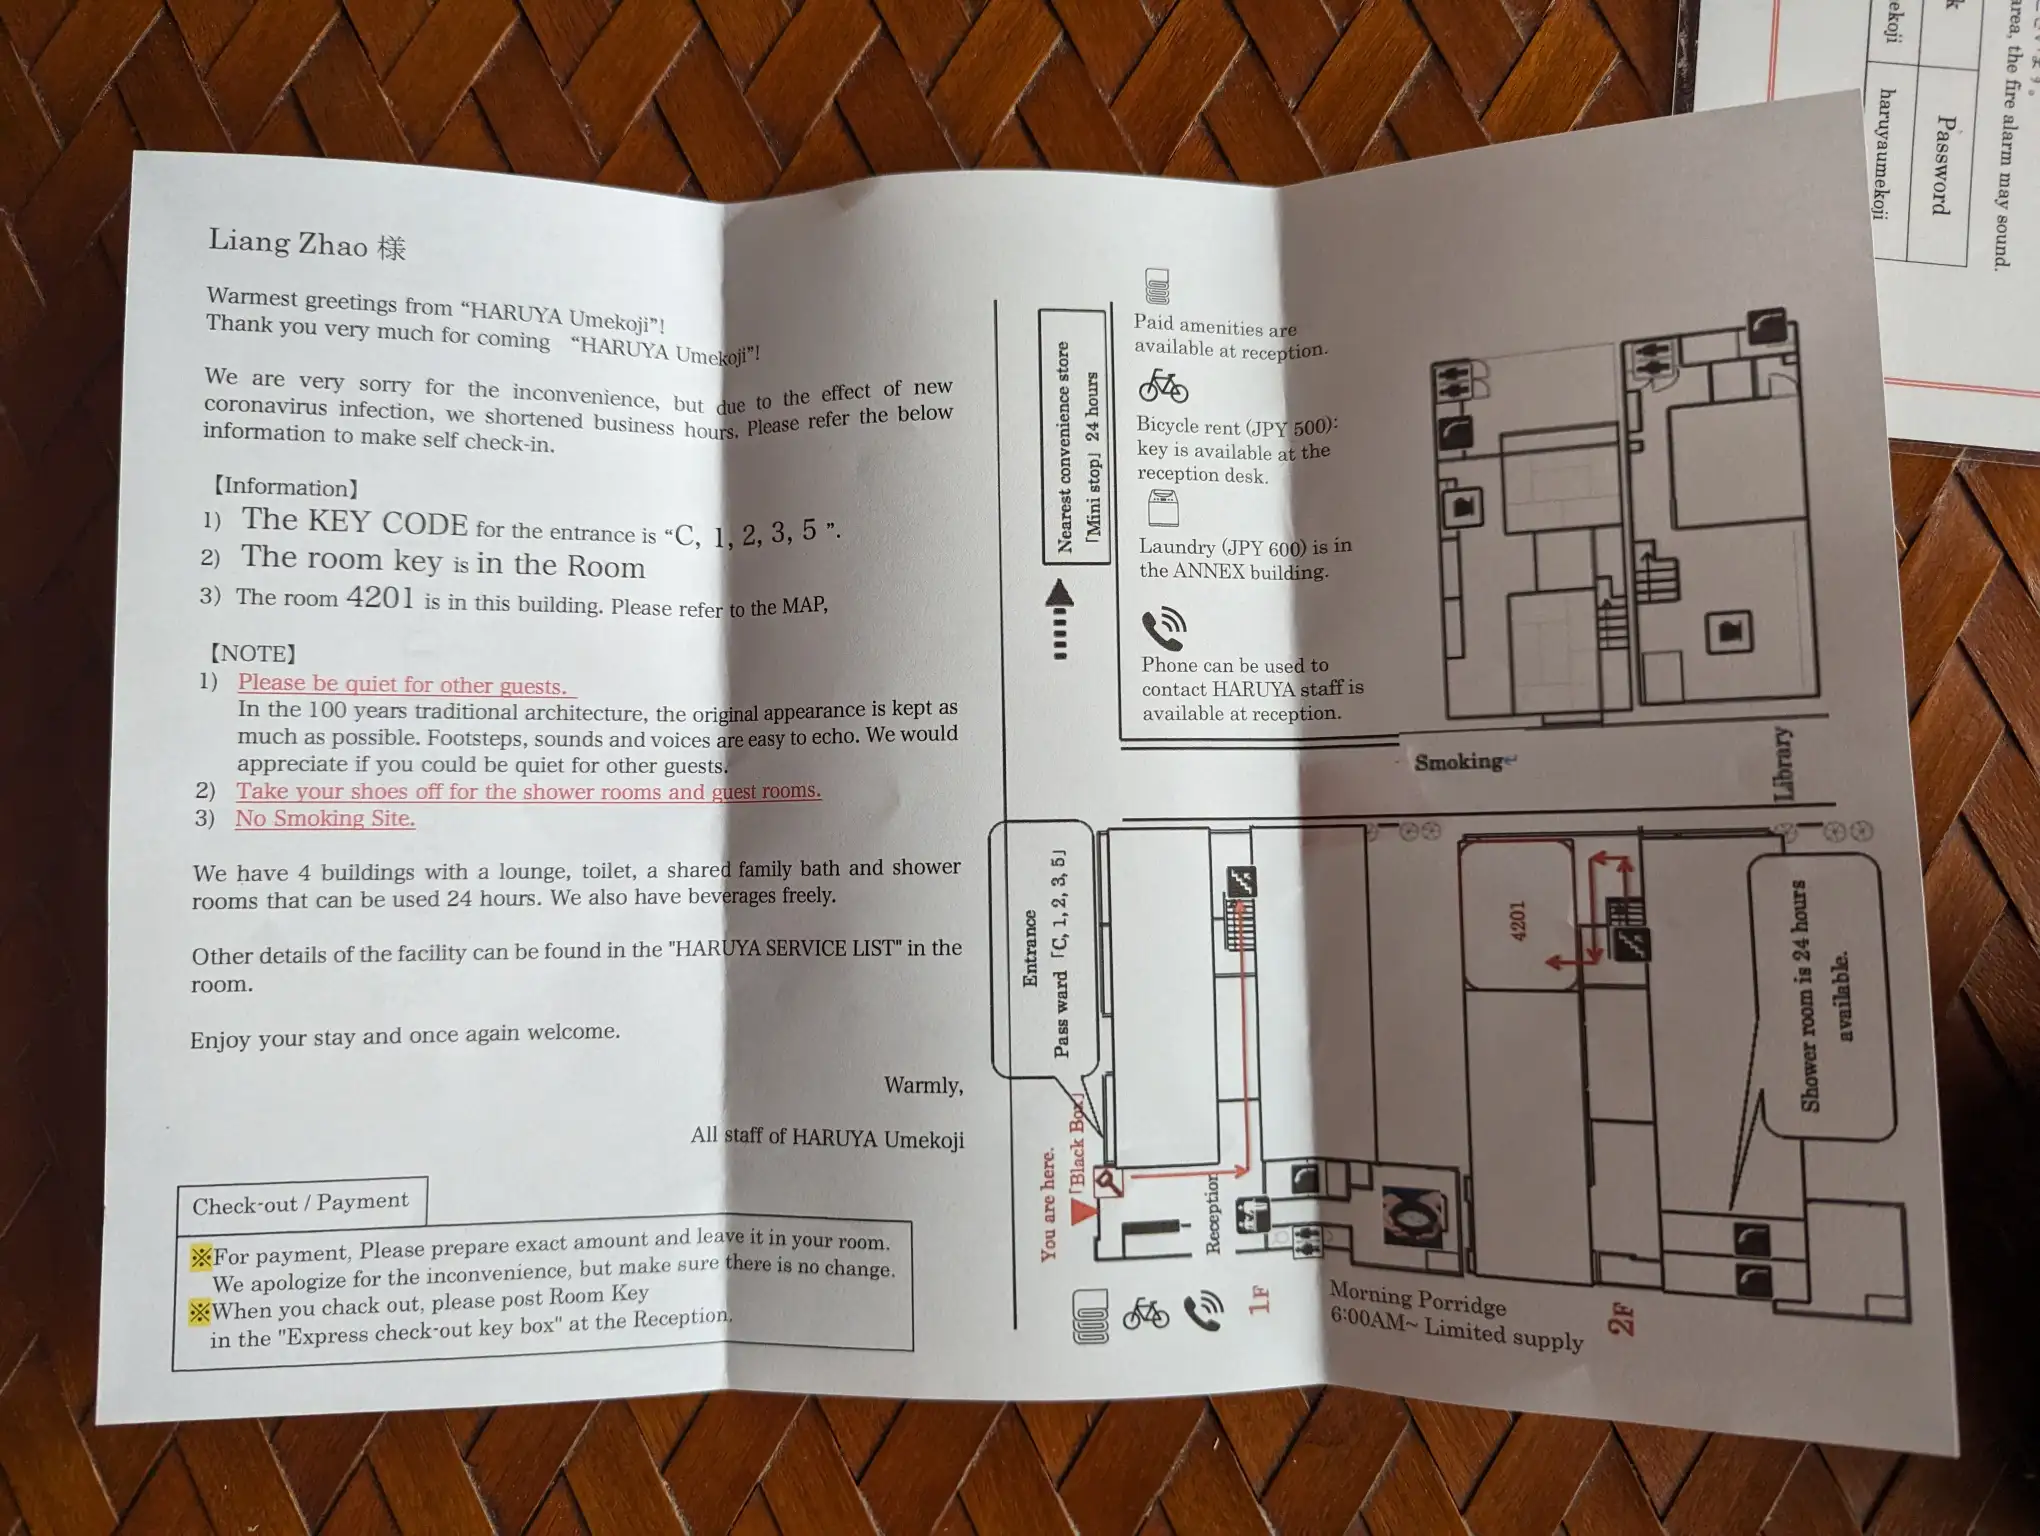 Liang Zhao 様
Warmest greetings from “HARUYA Umekoji”!
Thank you very much for coming “HARUYA Umekoji”!
We are very sorry for the inconvenience, but due to the effect of new
coronavirus infection, we shortened business hours. Please refer the below
information to make self check-in.
【Information】
1) The KEY CODE for the entrance is “C, 1, 2, 3, 5 ”.
2) The room key is in the Room
3) The room 4201 is in this building. Please refer to the MAP,
【NOTE】
1) Please be quiet for other guests.
In the 100 years traditional architecture, the original appearance is kept as
much as possible. Footsteps, sounds and voices are easy to echo. We would
appreciate if you could be quiet for other guests.
2) Take your shoes off for the shower rooms and guest rooms.
3) No Smoking Site.
We have 4 buildings with a lounge, toilet, a shared family bath and shower
rooms that can be used 24 hours. We also have beverages freely.
Other details of the facility can be found in the "HARUYA SERVICE LIST" in the
room.
Enjoy your stay and once again welcome.
Warmly,
All staff of HARUYA Umekoji
Check-out / Payment
※For payment, Please prepare exact amount and leave it in your room.
We apologize for the inconvenience, but make sure there is no change.
※When you chack out, please post Room Key
in the "Express check-out key box" at the Reception.
Nearest convenience store
「Mini stop」 24 hours
Paid amenities are
available at reception.
Bicycle rent (JPY 500):
key is available at the
reception desk.
Laundry (JPY 600) is in
the ANNEX building.
Phone can be used to
contact HARUYA staff is
available at reception.
Smoking↵
Library
Entrance
Pass ward 「C, 1, 2, 3, 5」
You are here.
「Black Box」
Reception
1F
4201
Shower room is 24 hours
available.
Morning Porridge
6:00AM~ Limited supply
2F
area, the fire alarm may sound.
Password
ekoji
haruyaumekoji